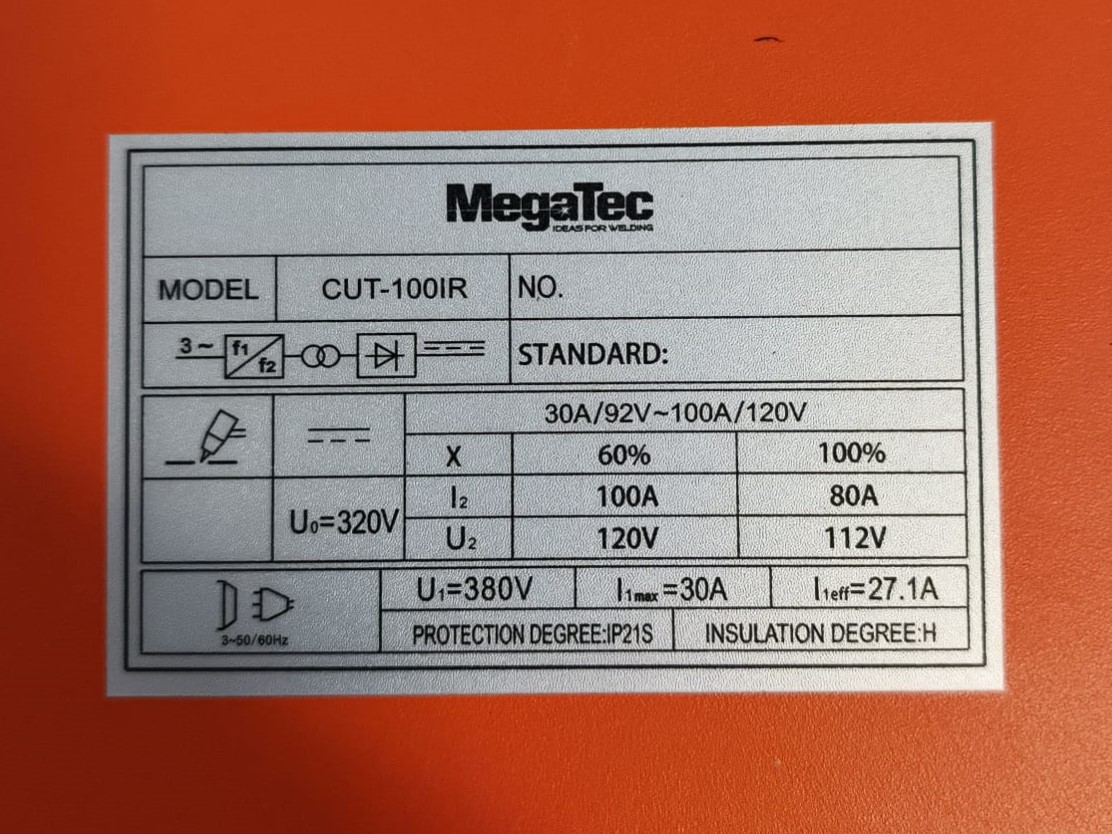 MegaTec
IDEAS FOR WELDING
MODEL CUT-100IR NO.
3~ f1 f2 STANDARD:
30A/92V~100A/120V
X 60% 100%
I₂ 100A 80A
U₀=320V
U₂ 120V 112V
U₁=380V I₁max=30A I₁eff=27.1A
3~50/60Hz
PROTECTION DEGREE:IP21S INSULATION DEGREE:H